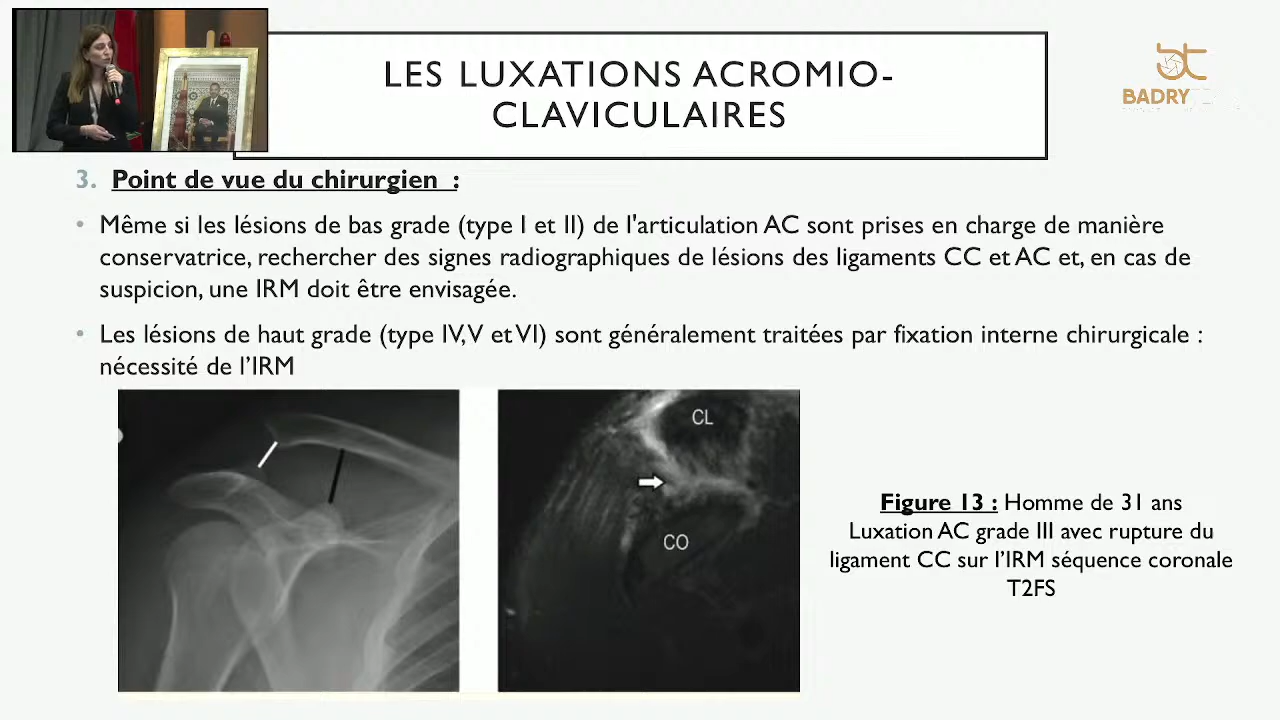 LES LUXATIONS ACROMIO-
CLAVICULAIRES
BADRY
3. Point de vue du chirurgien :
• Même si les lésions de bas grade (type I et II) de l'articulation AC sont prises en charge de manière
conservatrice, rechercher des signes radiographiques de lésions des ligaments CC et AC et, en cas de
suspicion, une IRM doit être envisagée.
• Les lésions de haut grade (type IV, V et VI) sont généralement traitées par fixation interne chirurgicale :
nécessité de l’IRM
CL
CO
Figure 13 : Homme de 31 ans
Luxation AC grade III avec rupture du
ligament CC sur l’IRM séquence coronale
T2FS